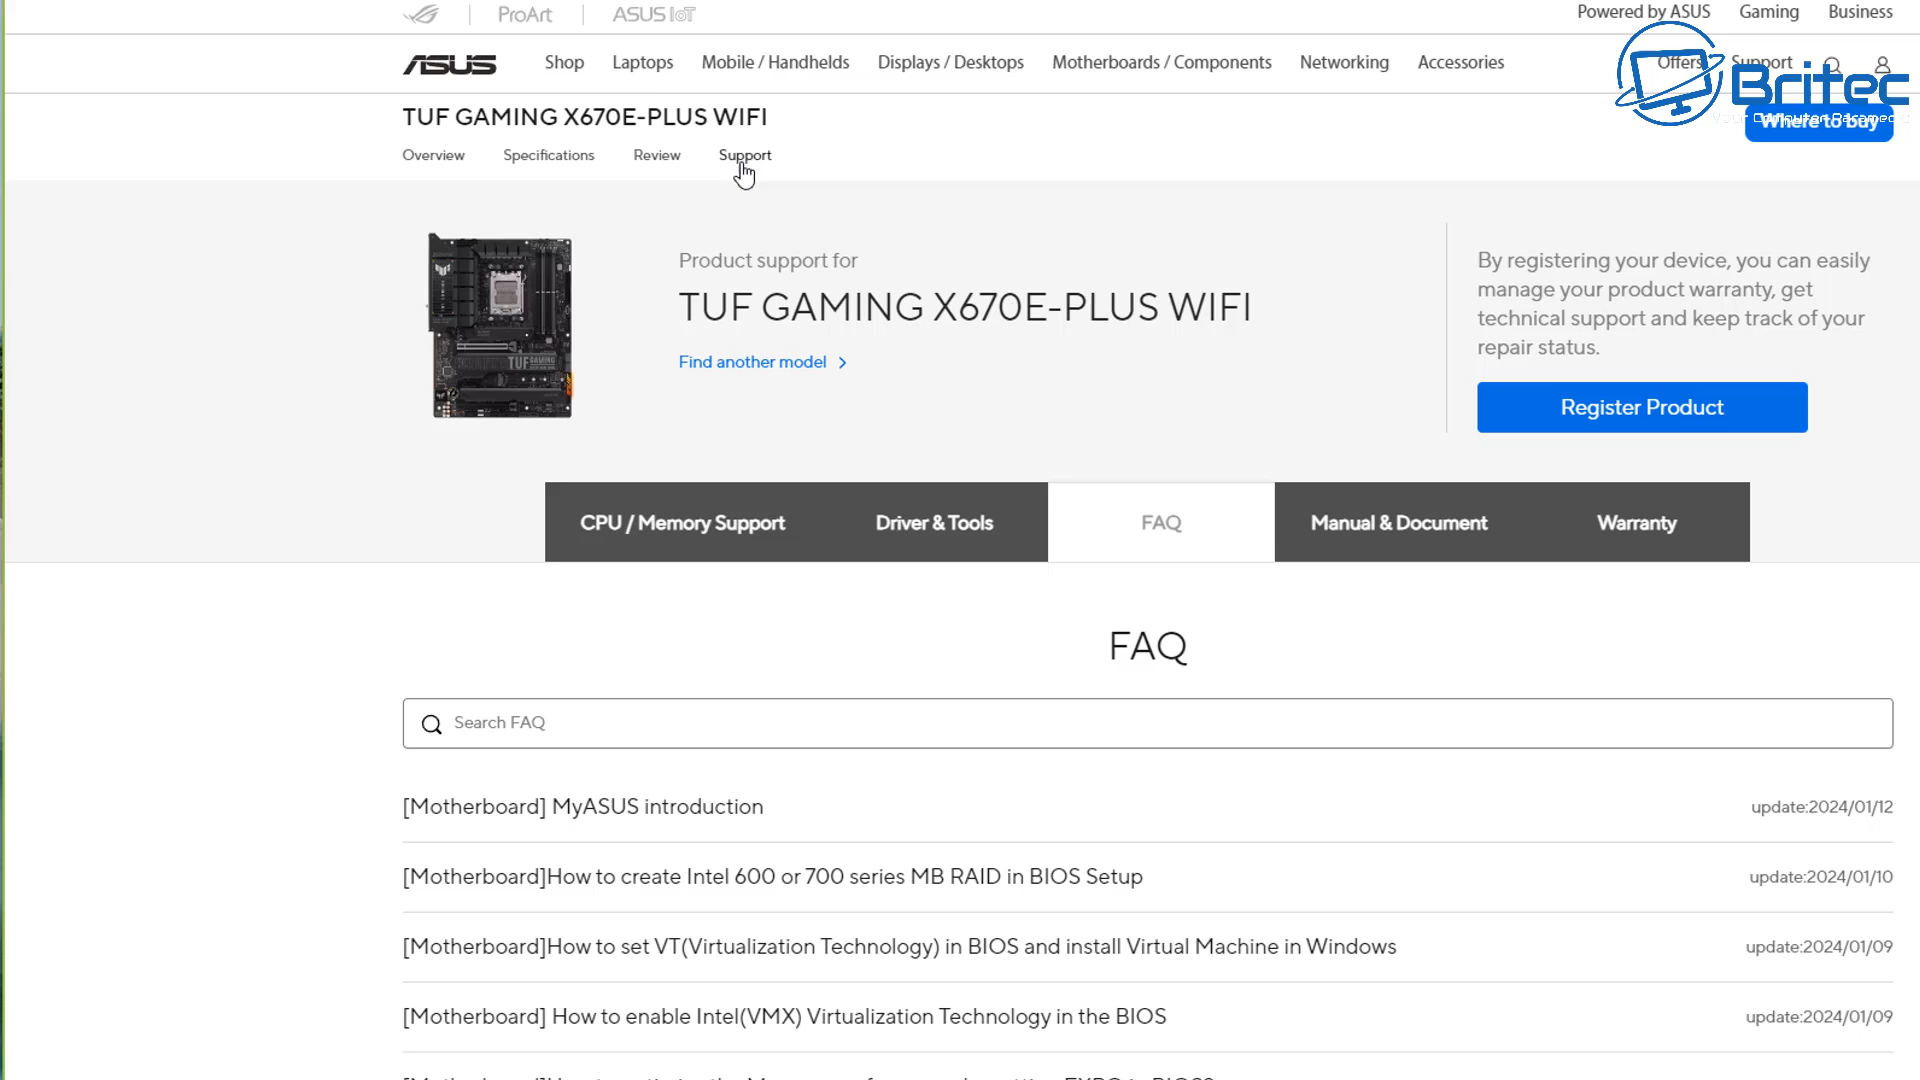 ProArt
ASUS IoT
Powered by ASUS
Gaming
Business
ASUS
Shop
Laptops
Mobile / Handhelds
Displays / Desktops
Motherboards / Components
Networking
Accessories
Offers
Support
Britec
TUF GAMING X670E-PLUS WIFI
Where to buy
Overview
Specifications
Review
Support
Product support for
TUF GAMING X670E-PLUS WIFI
Find another model
By registering your device, you can easily
manage your product warranty, get
technical support and keep track of your
repair status.
Register Product
CPU / Memory Support
Driver & Tools
FAQ
Manual & Document
Warranty
FAQ
Search FAQ
[Motherboard] MyASUS introduction
update:2024/01/12
[Motherboard]How to create Intel 600 or 700 series MB RAID in BIOS Setup
update:2024/01/10
[Motherboard]How to set VT(Virtualization Technology) in BIOS and install Virtual Machine in Windows
update:2024/01/09
[Motherboard] How to enable Intel(VMX) Virtualization Technology in the BIOS
update:2024/01/09